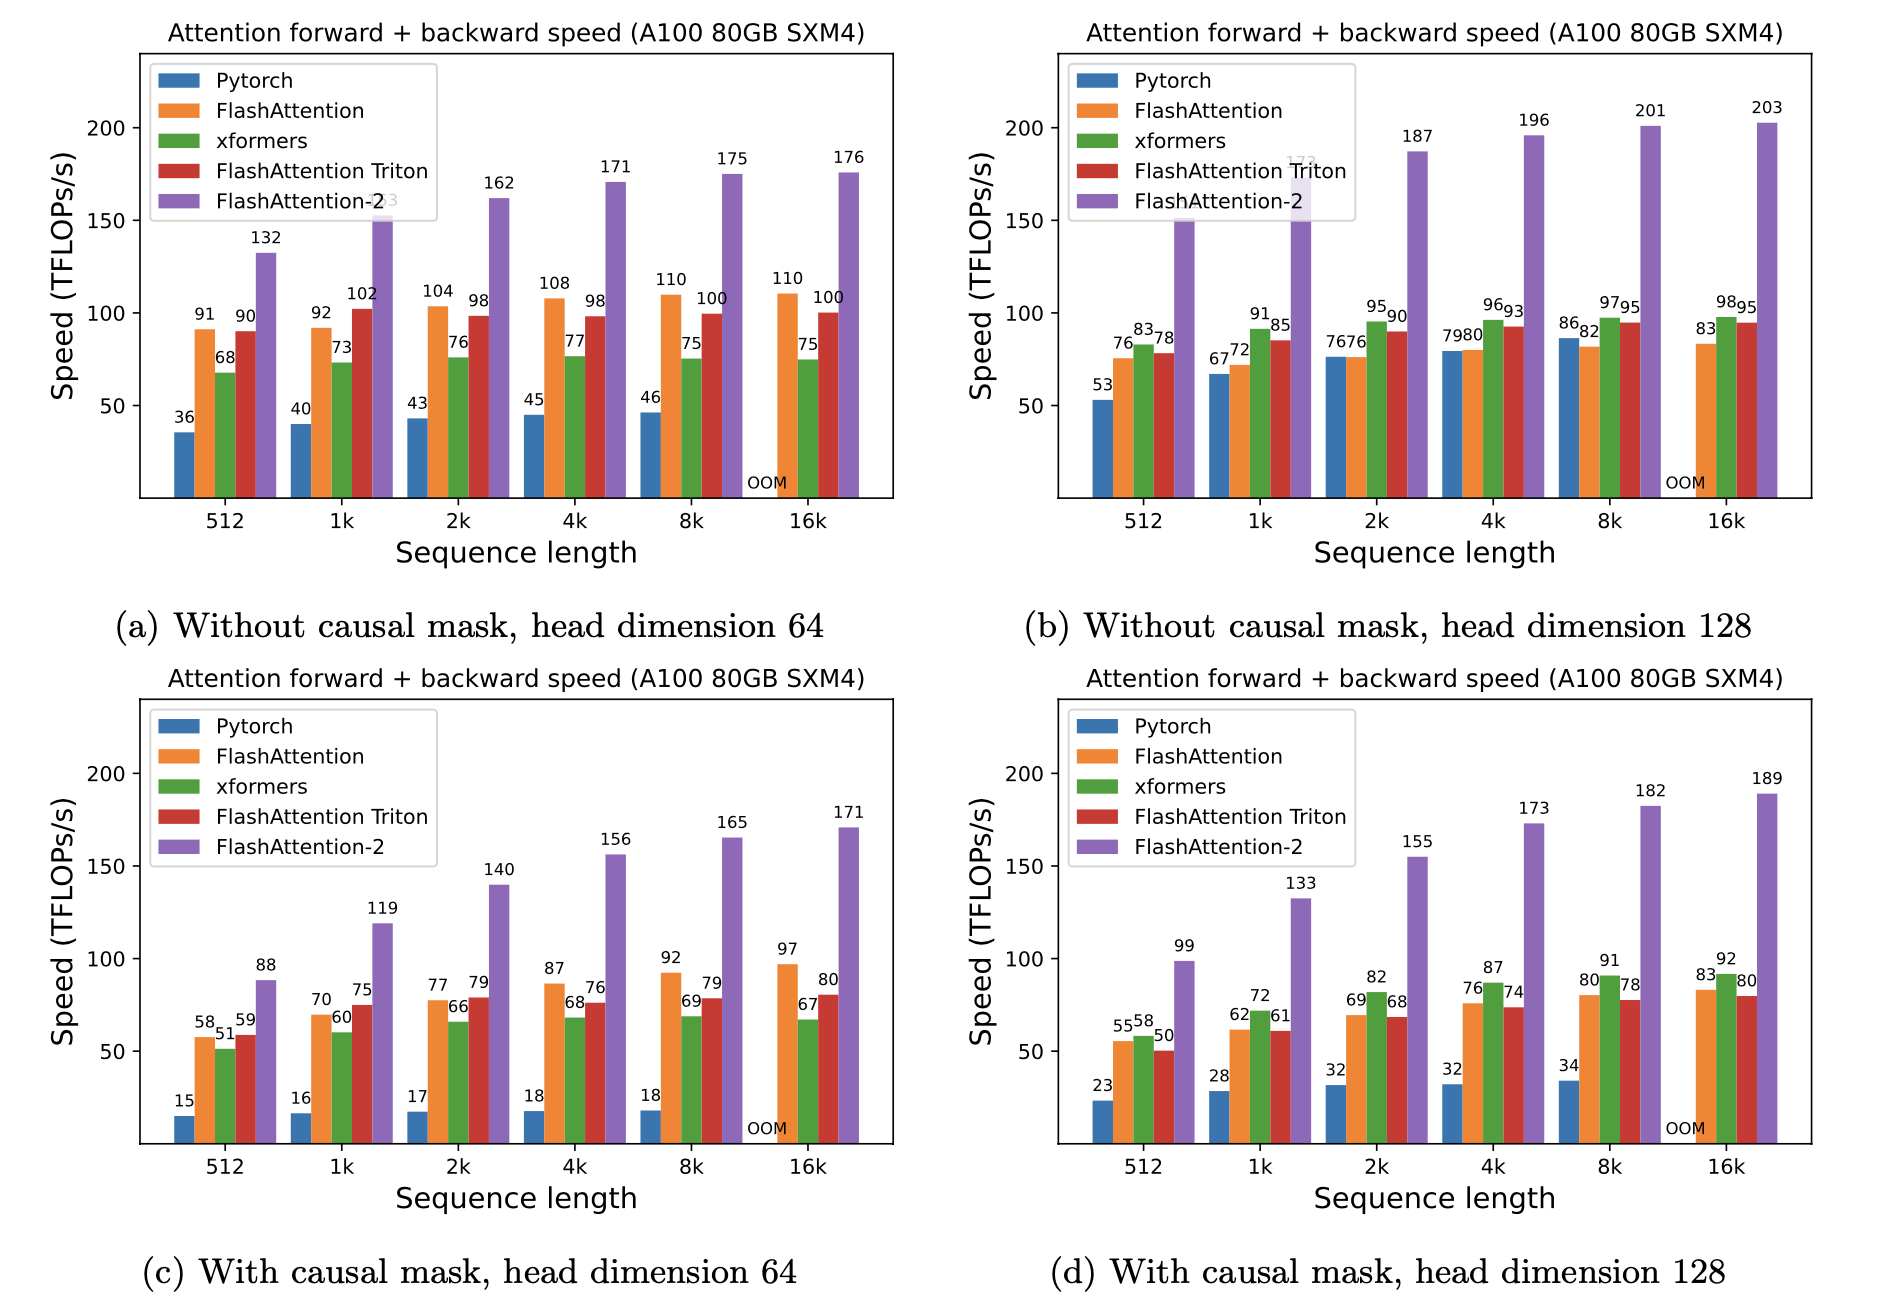 Attention forward + backward speed (A100 80GB SXM4)
Speed (TFLOPs/s)
200
150
100
50
Pytorch
FlashAttention
xformers
FlashAttention Triton
FlashAttention-2
36 91 68 90 132
40 92 73 102 153
43 104 76 98 162
45 108 77 98 171
46 110 75 100 175
OOM 110 75 100 176
512 1k 2k 4k 8k 16k
Sequence length
(a) Without causal mask, head dimension 64
Attention forward + backward speed (A100 80GB SXM4)
Speed (TFLOPs/s)
200
150
100
50
Pytorch
FlashAttention
xformers
FlashAttention Triton
FlashAttention-2
53 76 83 78
67 72 91 85 173
76 76 95 90 187
79 80 96 93 196
86 82 97 95 201
OOM 83 98 95 203
512 1k 2k 4k 8k 16k
Sequence length
(b) Without causal mask, head dimension 128
Attention forward + backward speed (A100 80GB SXM4)
Speed (TFLOPs/s)
200
150
100
50
Pytorch
FlashAttention
xformers
FlashAttention Triton
FlashAttention-2
15 58 51 59 88
16 70 60 75 119
17 77 66 79 140
18 87 68 76 156
18 92 69 79 165
OOM 97 67 80 171
512 1k 2k 4k 8k 16k
Sequence length
(c) With causal mask, head dimension 64
Attention forward + backward speed (A100 80GB SXM4)
Speed (TFLOPs/s)
200
150
100
50
Pytorch
FlashAttention
xformers
FlashAttention Triton
FlashAttention-2
23 55 58 50 99
28 62 72 61 133
32 69 82 68 155
32 76 87 74 173
34 80 91 78 182
OOM 83 92 80 189
512 1k 2k 4k 8k 16k
Sequence length
(d) With causal mask, head dimension 128